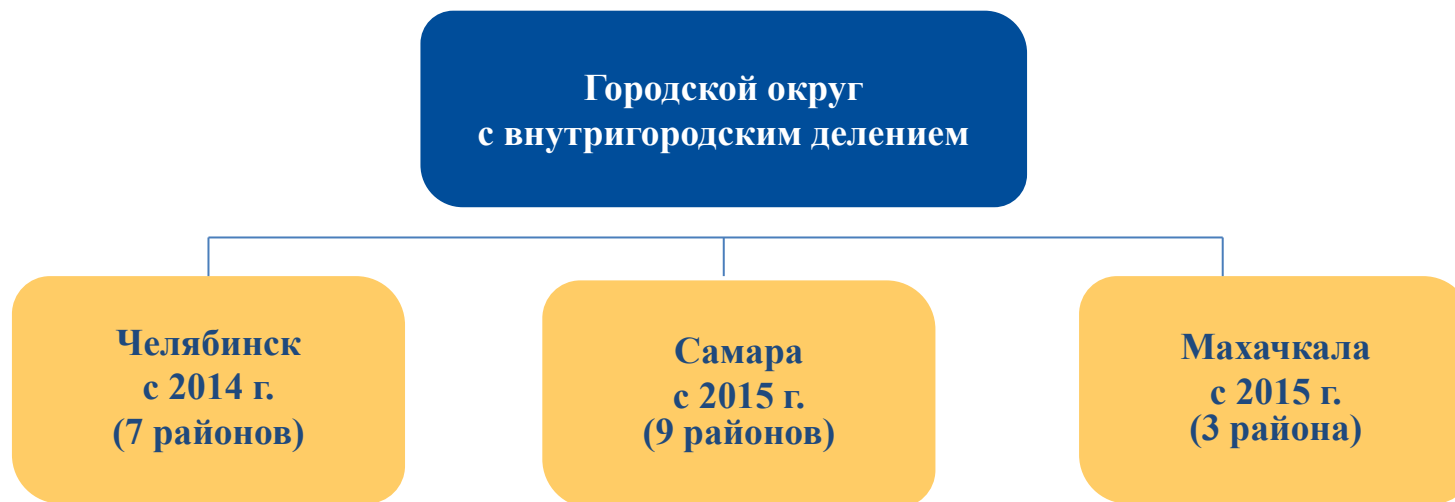 Городской округ
с внутригородским делением
Челябинск
с 2014 г.
(7 районов)
Самара
с 2015 г.
(9 районов)
Махачкала
с 2015 г.
(3 района)